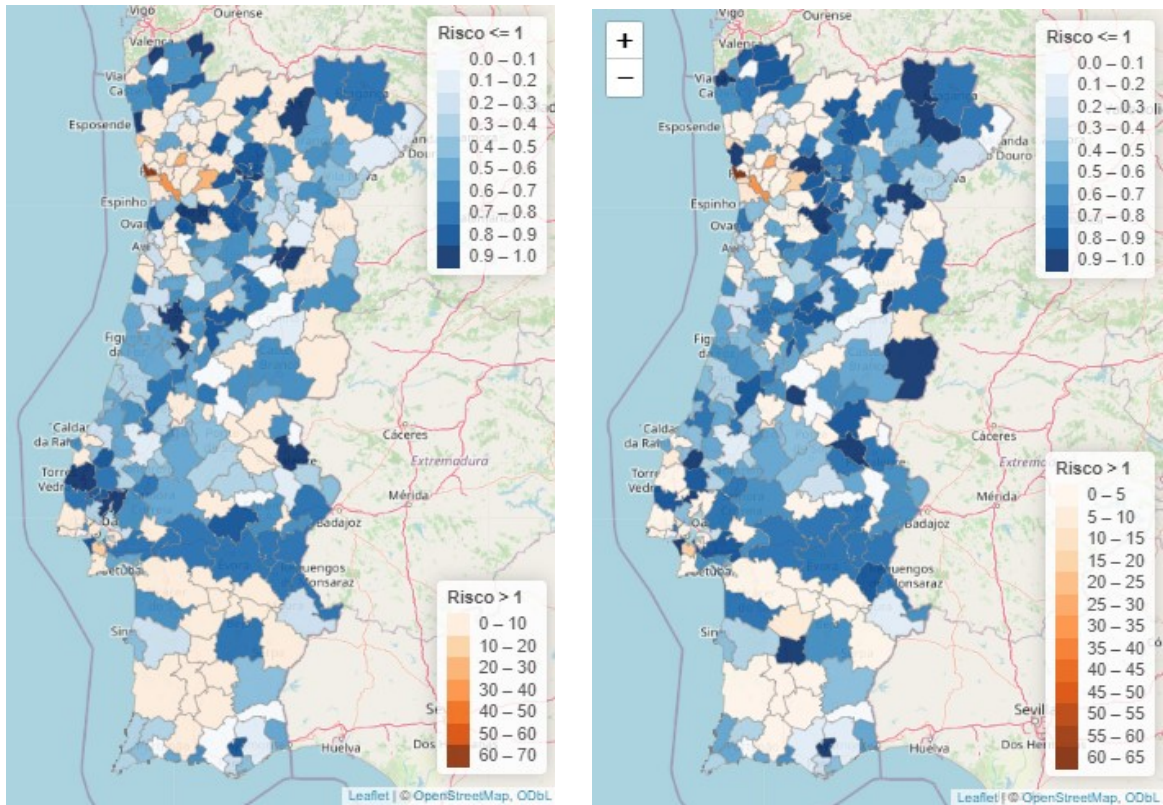 Vigo
Ourense
Valença
Esposende
Espinho
Cáceres
Extremadura
Mérida
Badajoz
Huelva
Risco <= 1
0.0 – 0.1
0.1 – 0.2
0.2 – 0.3
0.3 – 0.4
0.4 – 0.5
0.5 – 0.6
0.6 – 0.7
0.7 – 0.8
0.8 – 0.9
0.9 – 1.0
Risco > 1
0 – 10
10 – 20
20 – 30
30 – 40
40 – 50
50 – 60
60 – 70
Leaflet | © OpenStreetMap, ODbL
+
−
Vigo
Ourense
Esposende
Espinho
Cáceres
Mérida
Badajoz
Huelva
Risco <= 1
0.0 – 0.1
0.1 – 0.2
0.2 – 0.3
0.3 – 0.4
0.4 – 0.5
0.5 – 0.6
0.6 – 0.7
0.7 – 0.8
0.8 – 0.9
0.9 – 1.0
Risco > 1
0 – 5
5 – 10
10 – 15
15 – 20
20 – 25
25 – 30
30 – 35
35 – 40
40 – 45
45 – 50
50 – 55
55 – 60
60 – 65
Leaflet | © OpenStreetMap, ODbL